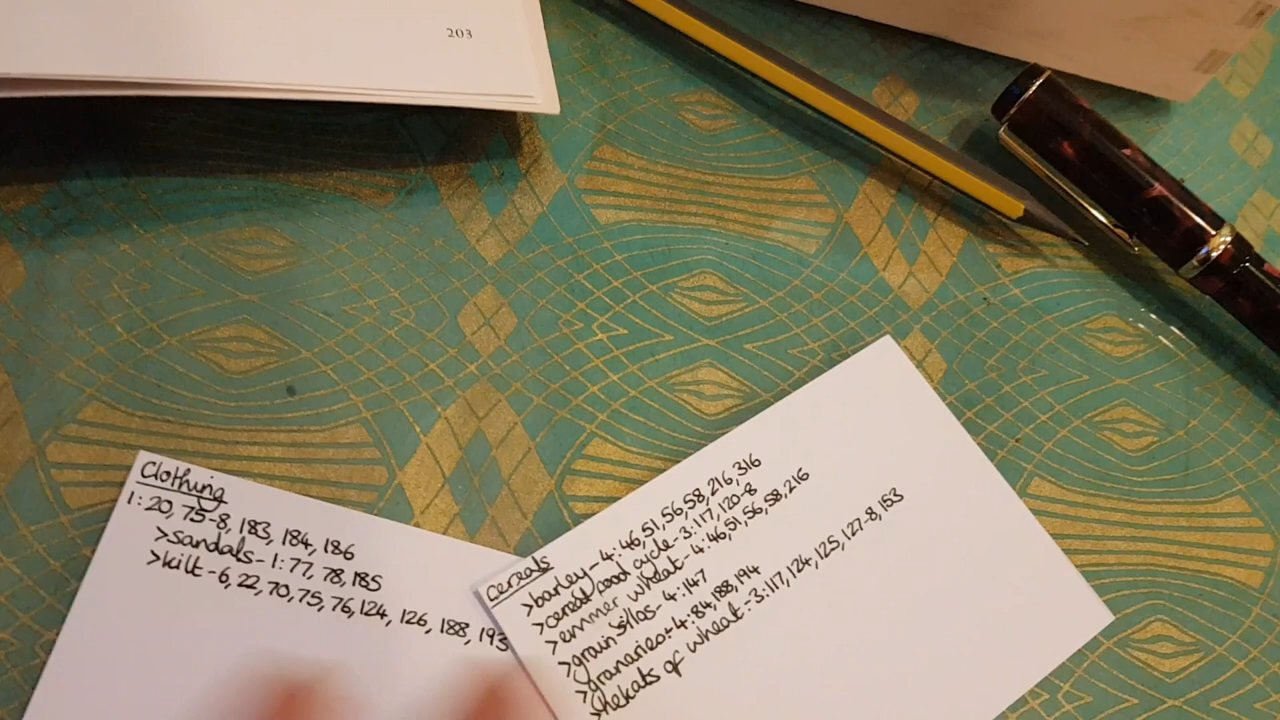 203
Clothing
1:20, 75-8, 183, 184, 186
>sandals-1:77, 78, 185
>kilt-6, 22, 70, 75, 76, 124, 126, 188, 193
cereals
>barley-4:46, 51, 56, 58, 216, 316
>cereal food cycle-3:117, 120-8
>emmer wheat-4:46, 51, 56, 58, 216
>grain silos-4:147
>granaries-4:84, 188, 194
>hekats of wheat-3:117, 124, 125, 127-8, 153